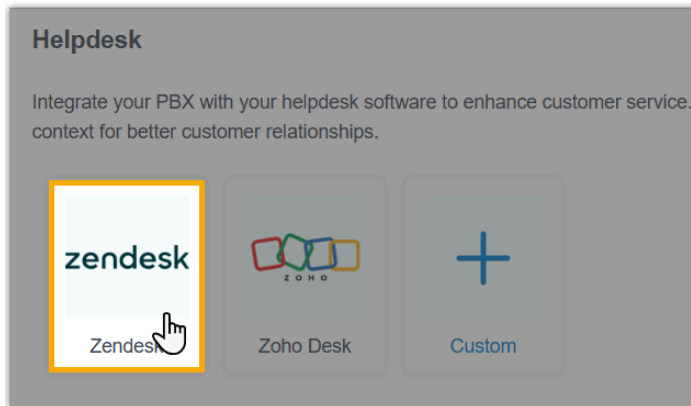 Helpdesk
Integrate your PBX with your helpdesk software to enhance customer service.
context for better customer relationships.
zendesk
ZOHO
Zendesk
Zoho Desk
Custom